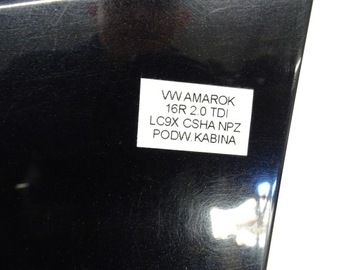 VW AMAROK
16R 2.0 TDI
LC9X CSHA NPZ
PODW. KABINA